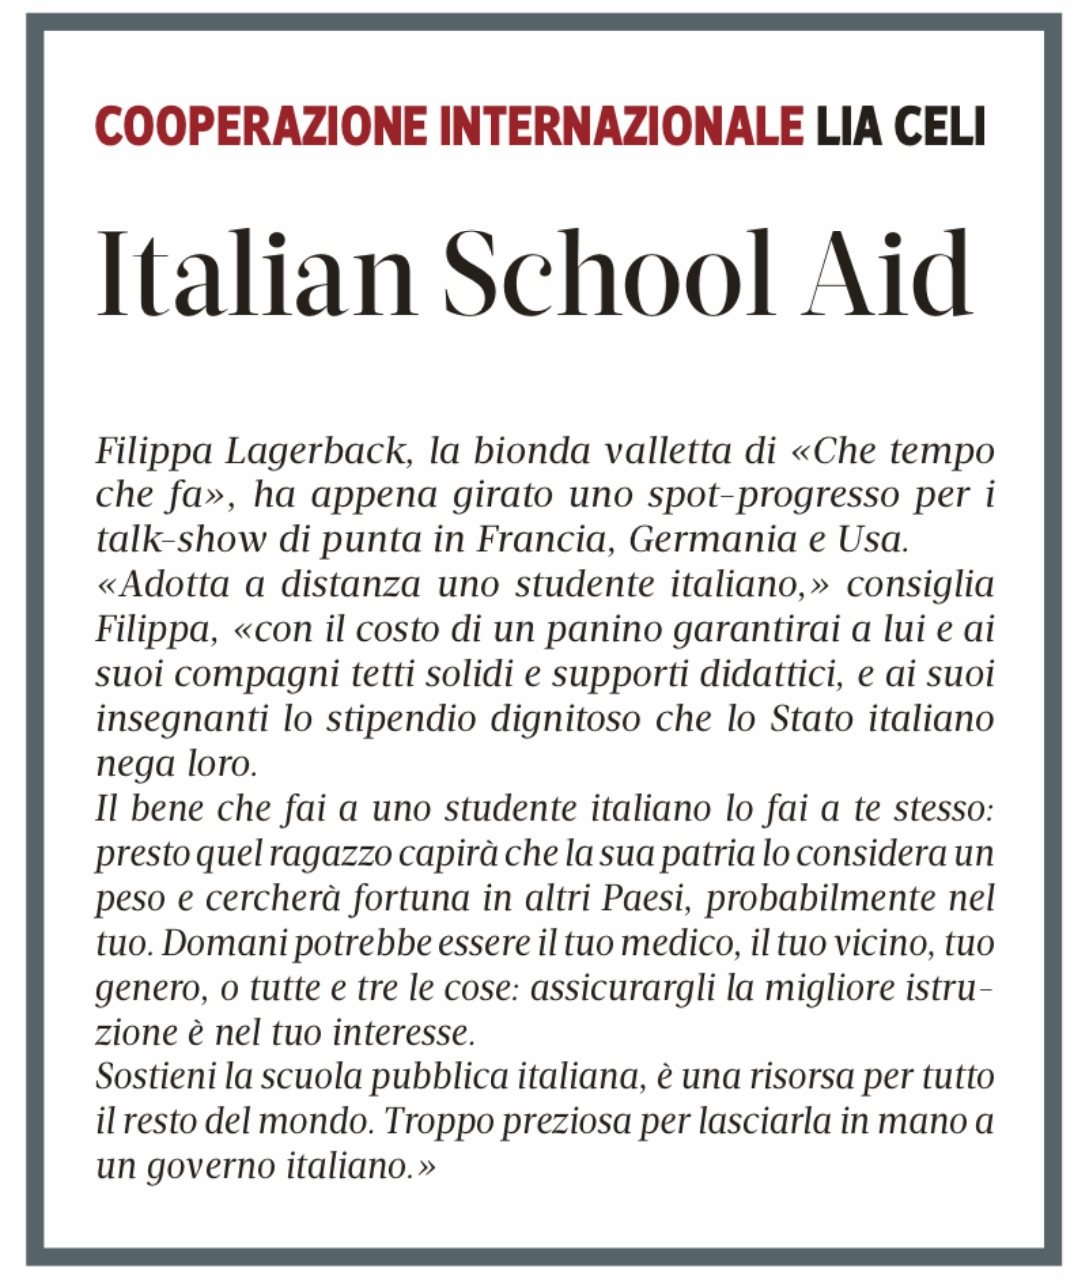 COOPERAZIONE INTERNAZIONALE LIA CELI
Italian School Aid
Filippa Lagerback, la bionda valletta di «Che tempo
che fa», ha appena girato uno spot-progresso per i
talk-show di punta in Francia, Germania e Usa.
«Adotta a distanza uno studente italiano,» consiglia
Filippa, «con il costo di un panino garantirai a lui e ai
suoi compagni tetti solidi e supporti didattici, e ai suoi
insegnanti lo stipendio dignitoso che lo Stato italiano
nega loro.
Il bene che fai a uno studente italiano lo fai a te stesso:
presto quel ragazzo capirà che la sua patria lo considera un
peso e cercherà fortuna in altri Paesi, probabilmente nel
tuo. Domani potrebbe essere il tuo medico, il tuo vicino, tuo
genero, o tutte e tre le cose: assicurargli la migliore istru-
zione è nel tuo interesse.
Sostieni la scuola pubblica italiana, è una risorsa per tutto
il resto del mondo. Troppo preziosa per lasciarla in mano a
un governo italiano.»